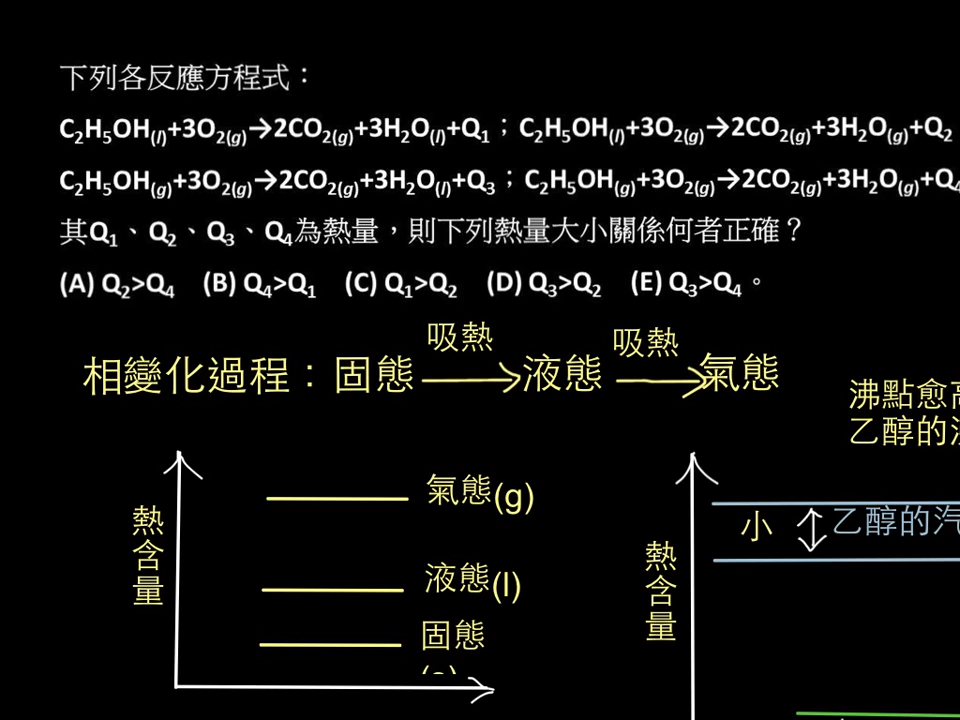 下列各反應方程式：
C₂H₅OH₍l₎+3O₂₍g₎→2CO₂₍g₎+3H₂O₍l₎+Q₁；C₂H₅OH₍l₎+3O₂₍g₎→2CO₂₍g₎+3H₂O₍g₎+Q₂
C₂H₅OH₍g₎+3O₂₍g₎→2CO₂₍g₎+3H₂O₍l₎+Q₃；C₂H₅OH₍g₎+3O₂₍g₎→2CO₂₍g₎+3H₂O₍g₎+Q₄
其Q₁、Q₂、Q₃、Q₄為熱量，則下列熱量大小關係何者正確？
(A) Q₂>Q₄ (B) Q₄>Q₁ (C) Q₁>Q₂ (D) Q₃>Q₂ (E) Q₃>Q₄。
吸熱 吸熱
相變化過程：固態 液態 氣態
沸點愈高
乙醇的
氣態(g)
熱含量
液態(l)
固態
小 乙醇的汽
熱含量